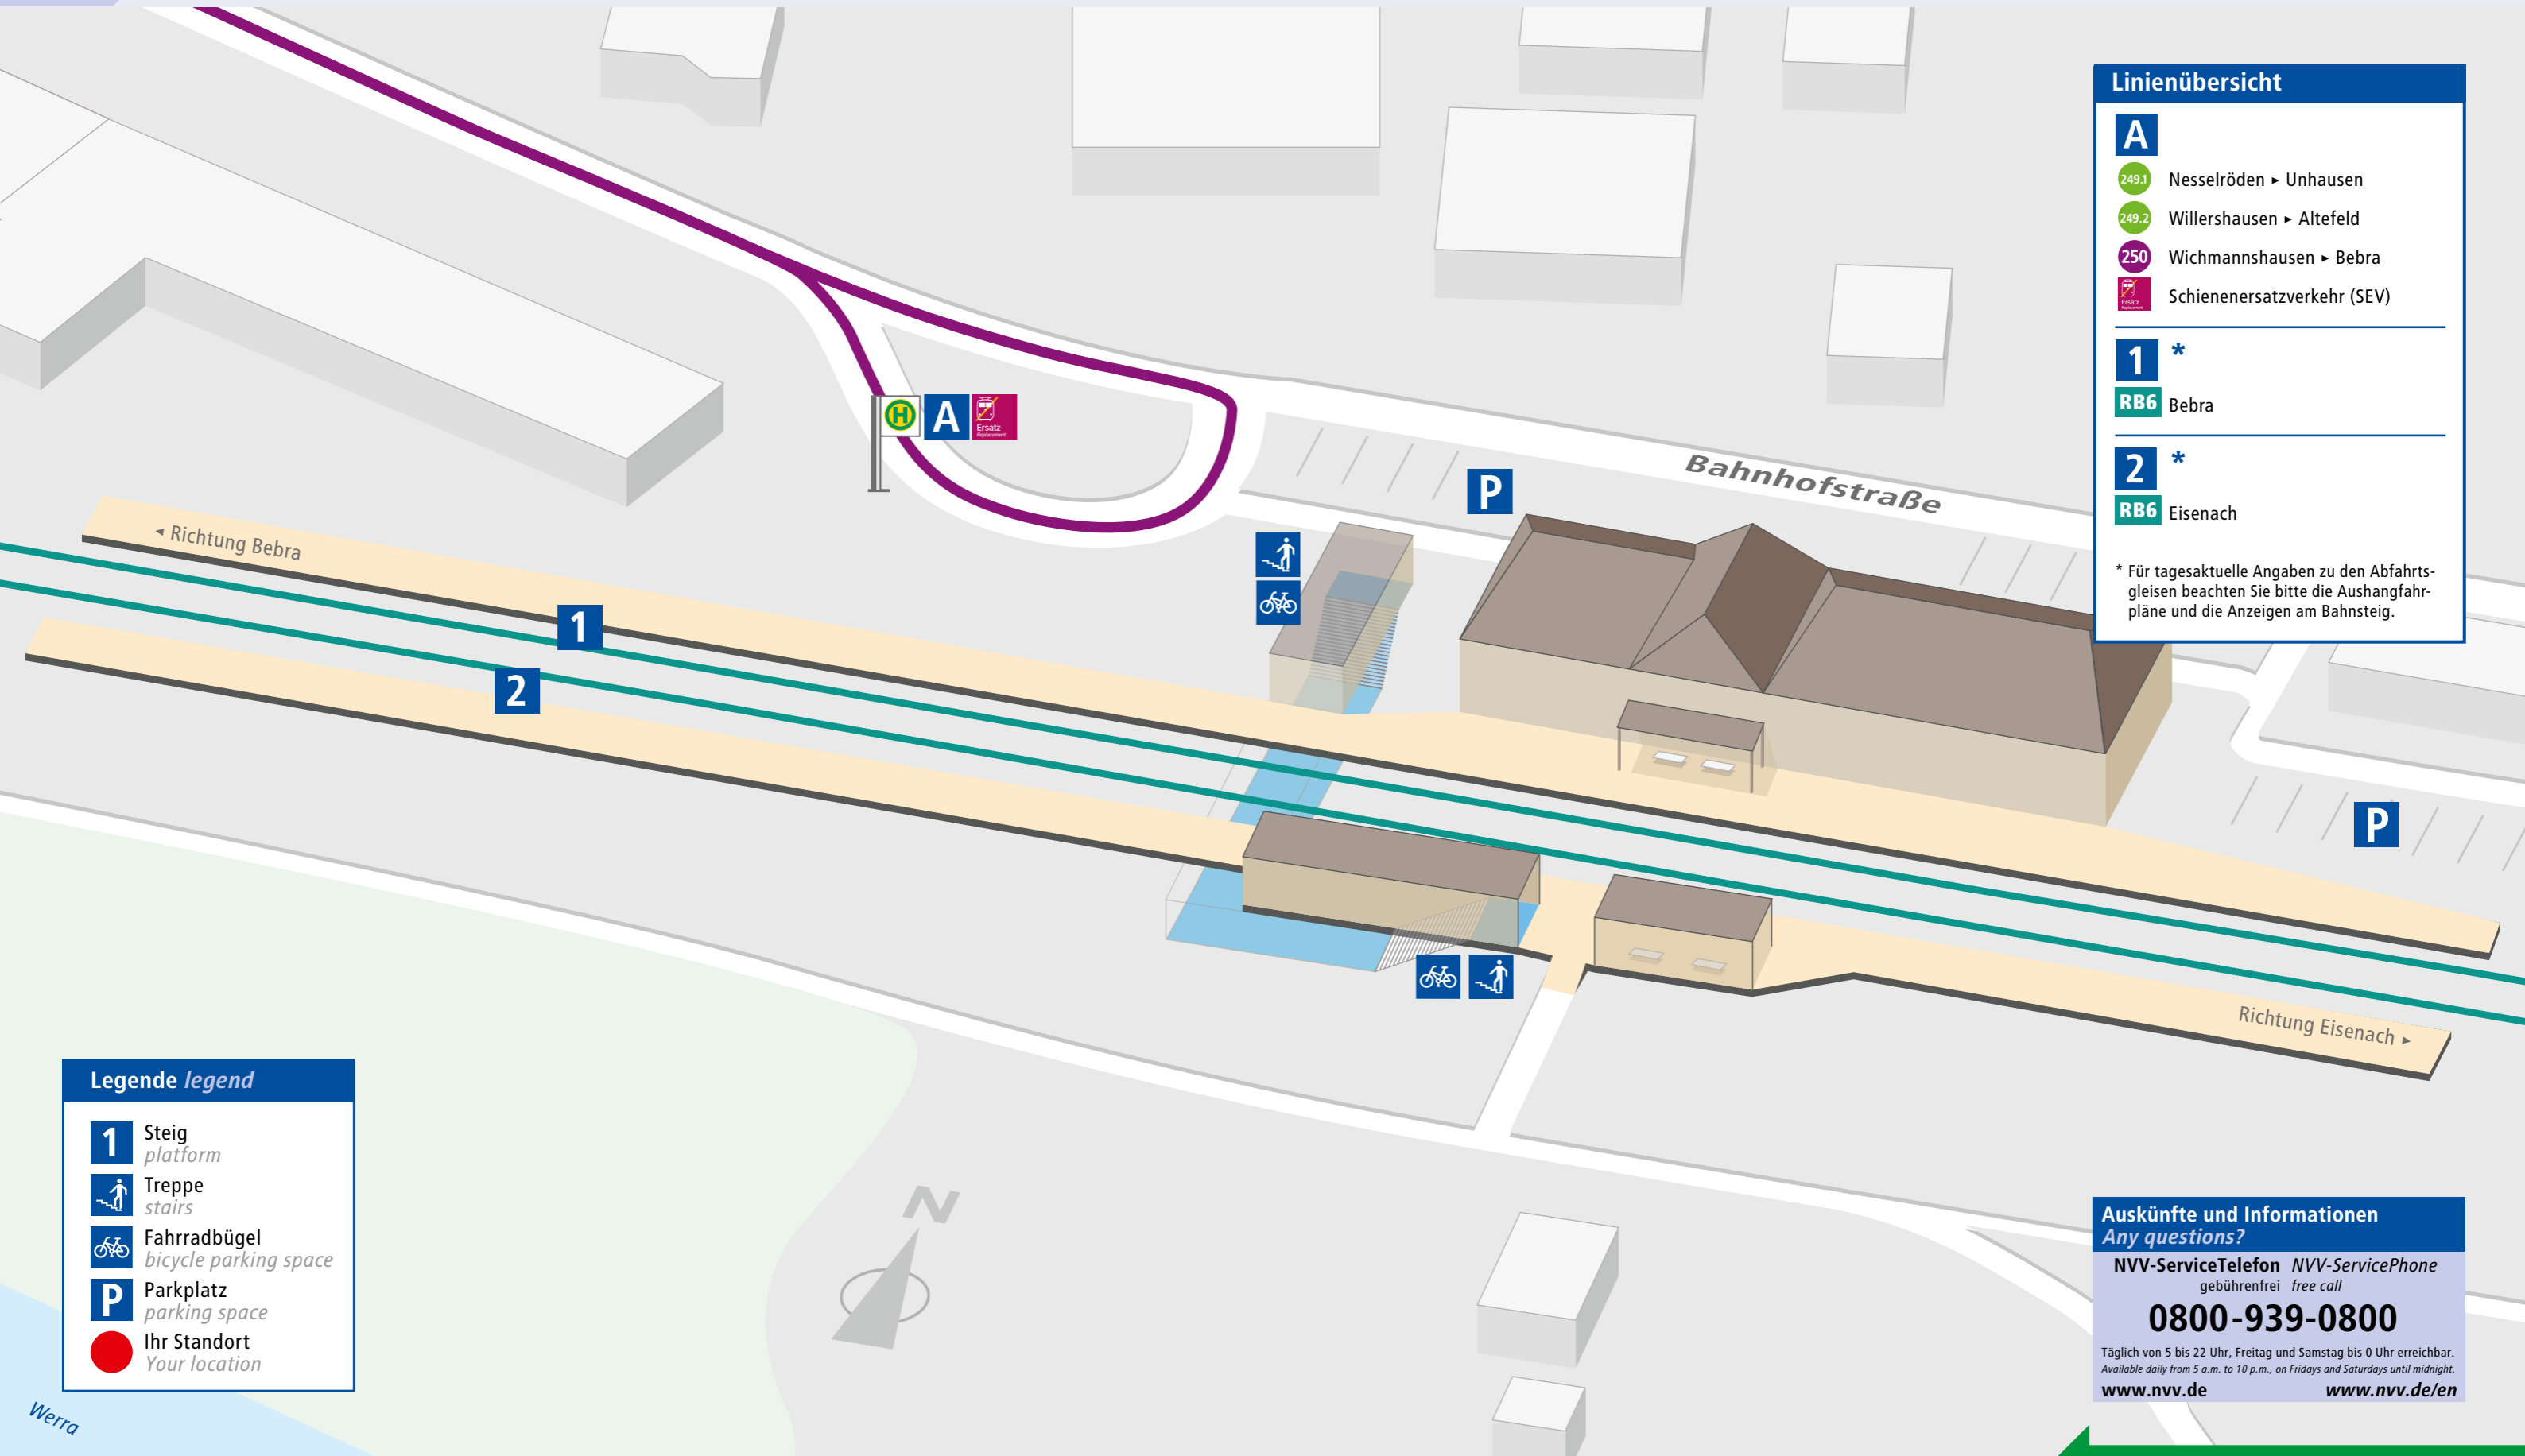 Linienübersicht
A
249.1 Nesselröden ▸ Unhausen
249.2 Willershausen ▸ Altefeld
250 Wichmannshausen ▸ Bebra
Ersatz
Replacement
Schienenersatzverkehr (SEV)
1 *
RB6 Bebra
2 *
RB6 Eisenach
* Für tagesaktuelle Angaben zu den Abfahrts-
gleisen beachten Sie bitte die Aushangfahr-
pläne und die Anzeigen am Bahnsteig.
H A
Ersatz
Replacement
P
Bahnhofstraße
◂ Richtung Bebra
1
2
P
Richtung Eisenach ▸
Legende legend
1 Steig
platform
Treppe
stairs
Fahrradbügel
bicycle parking space
P Parkplatz
parking space
Ihr Standort
Your location
Werra
N
Auskünfte und Informationen
Any questions?
NVV-ServiceTelefon NVV-ServicePhone
gebührenfrei free call
0800-939-0800
Täglich von 5 bis 22 Uhr, Freitag und Samstag bis 0 Uhr erreichbar.
Available daily from 5 a.m. to 10 p.m., on Fridays and Saturdays until midnight.
www.nvv.de www.nvv.de/en